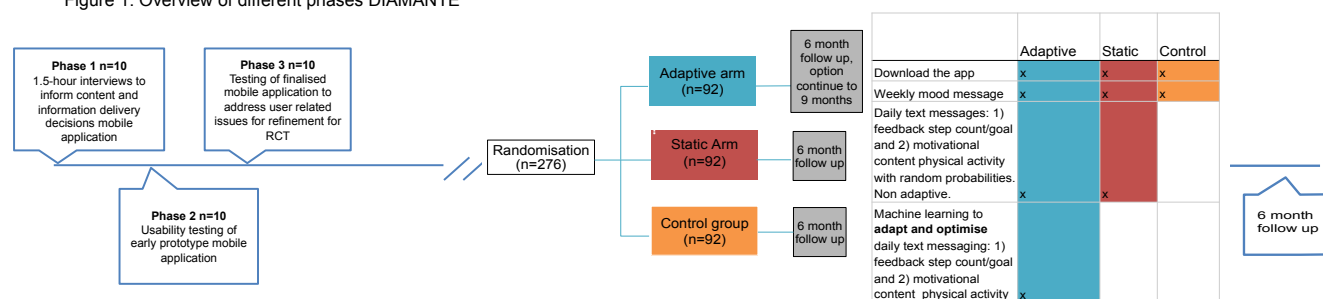 Figure 1. Overview of different phases DIAMANTE
Phase 1 n=10
1.5-hour interviews to
inform content and
information delivery
decisions mobile
application
Phase 3 n=10
Testing of finalised
mobile application to
address user related
issues for refinement for
RCT
Phase 2 n=10
Usability testing of
early prototype mobile
application
Randomisation
(n=276)
Adaptive arm
(n=92)
6 month
follow up,
option
continue to
9 months
Static Arm
(n=92)
6 month
follow up
Control group
(n=92)
6 month
follow up
Adaptive Static Control
Download the app x x x
Weekly mood message x x x
Daily text messages: 1)
feedback step count/goal
and 2) motivational
content physical activity
with random probabilities.
Non adaptive. x x
Machine learning to
adapt and optimise
daily text messaging: 1)
feedback step count/goal
and 2) motivational
content physical activity x
6 month
follow up